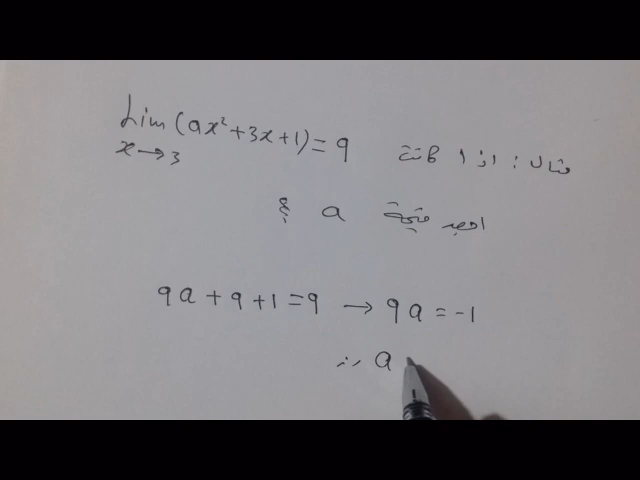 مثال : اذا كانت Lim (ax²+3x+1) = 9
x→3
اوجد قيمة a ؟
9a + 9 + 1 = 9 → 9a = -1
∴ a